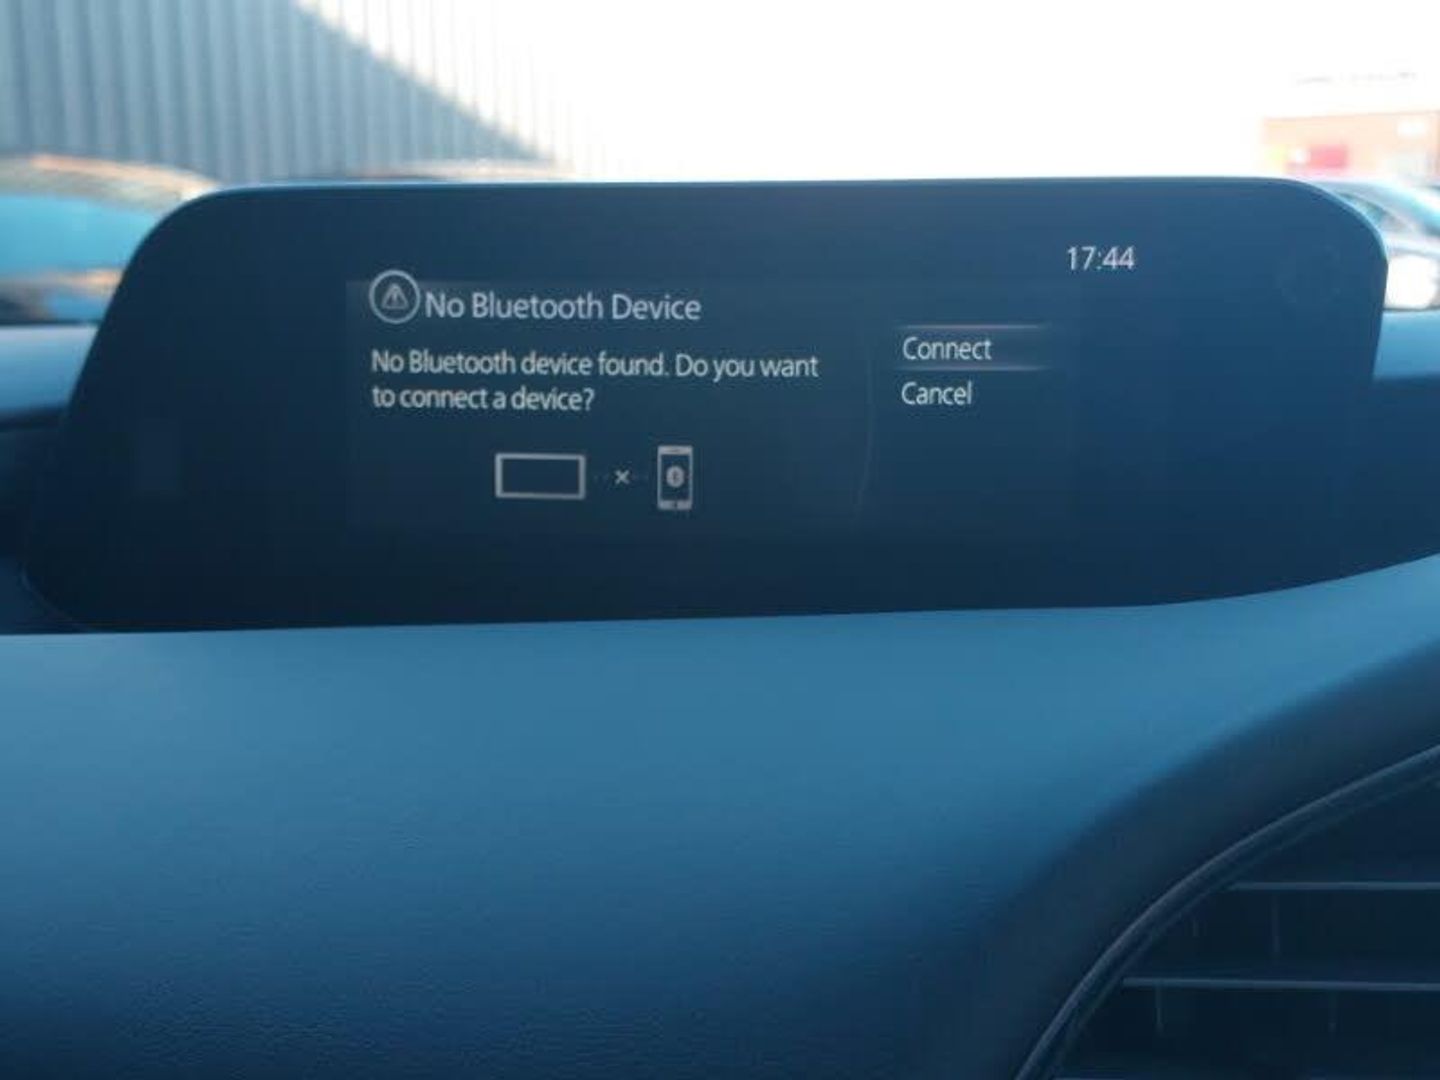 17:44
No Bluetooth Device
No Bluetooth device found. Do you want
to connect a device?
Connect
Cancel